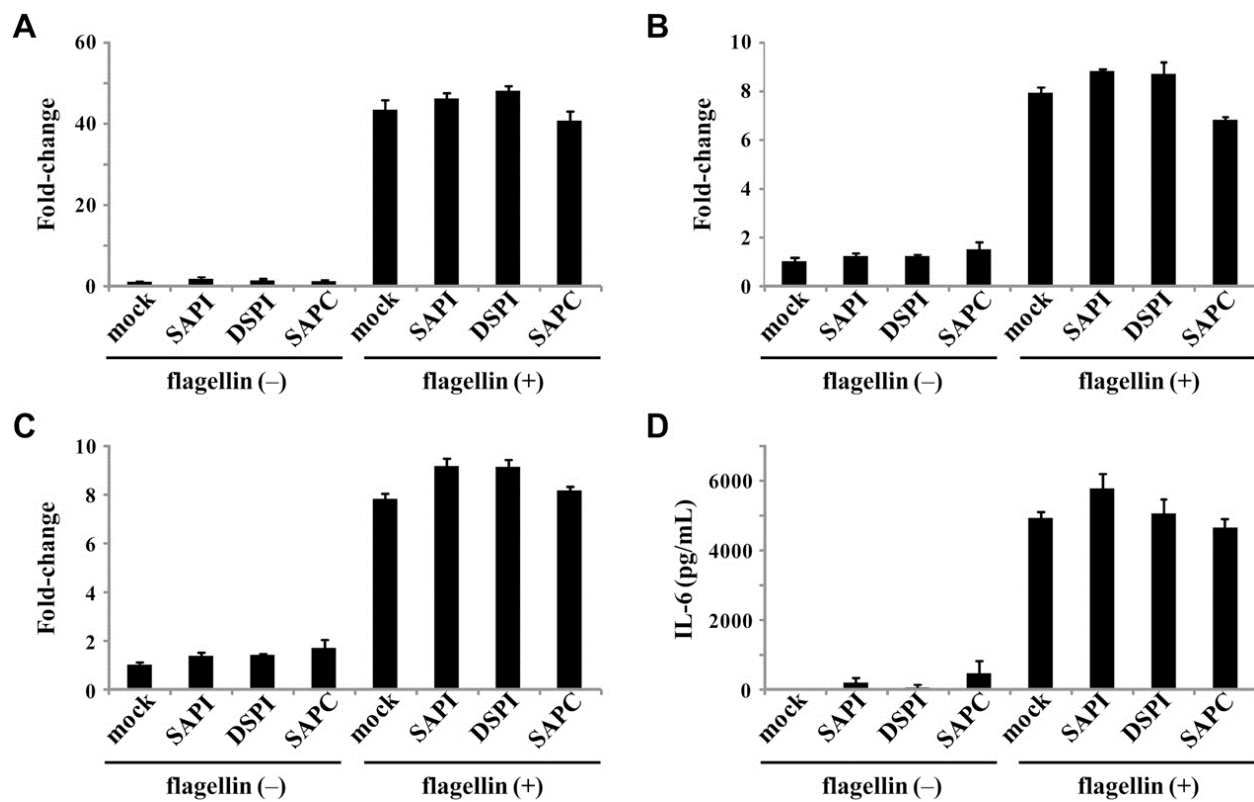 A
Fold-change
60
40
20
0
mock SAPI DSPI SAPC mock SAPI DSPI SAPC
flagellin (–) flagellin (+)
B
Fold-change
10
8
6
4
2
0
mock SAPI DSPI SAPC mock SAPI DSPI SAPC
flagellin (–) flagellin (+)
C
Fold-change
10
8
6
4
2
0
mock SAPI DSPI SAPC mock SAPI DSPI SAPC
flagellin (–) flagellin (+)
D
IL-6 (pg/mL)
6000
4000
2000
0
mock SAPI DSPI SAPC mock SAPI DSPI SAPC
flagellin (–) flagellin (+)